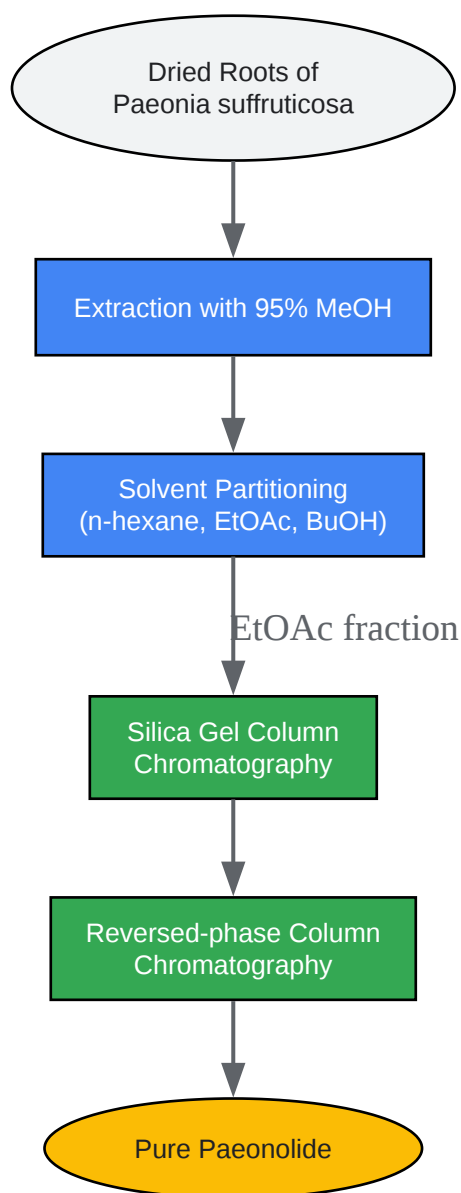 Dried Roots of
Paeonia suffruticosa
Extraction with 95% MeOH
Solvent Partitioning
(n-hexane, EtOAc, BuOH)
EtOAc fraction
Silica Gel Column
Chromatography
Reversed-phase Column
Chromatography
Pure Paeonolide